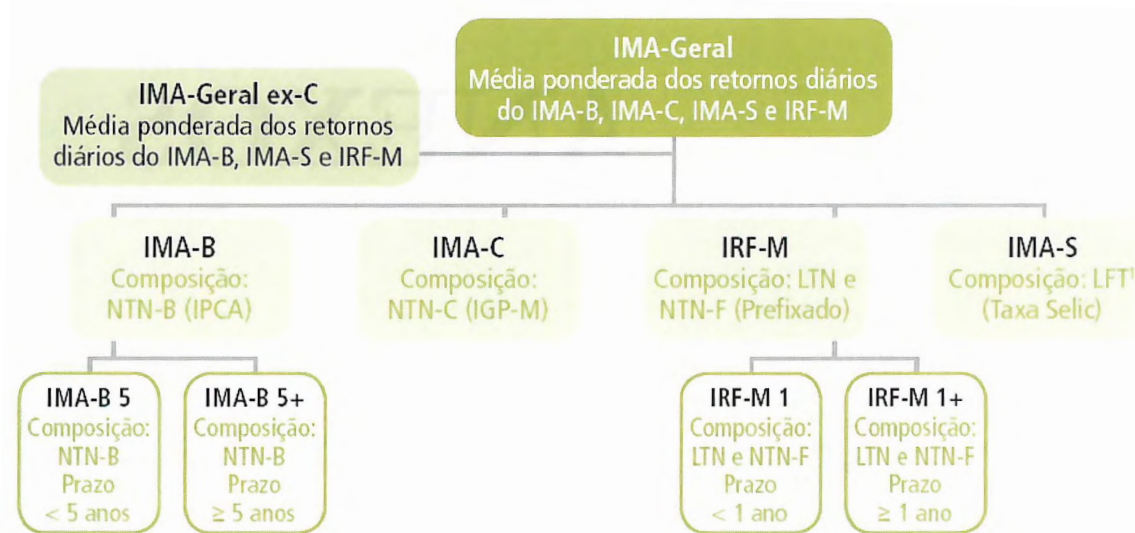 IMA-Geral
Média ponderada dos retornos diários
do IMA-B, IMA-C, IMA-S e IRF-M
IMA-Geral ex-C
Média ponderada dos retornos
diários do IMA-B, IMA-S e IRF-M
IMA-B
Composição:
NTN-B (IPCA)
IMA-C
Composição:
NTN-C (IGP-M)
IRF-M
Composição: LTN e
NTN-F (Prefixado)
IMA-S
Composição: LFT¹
(Taxa Selic)
IMA-B 5
Composição:
NTN-B
Prazo
< 5 anos
IMA-B 5+
Composição:
NTN-B
Prazo
≥ 5 anos
IRF-M 1
Composição:
LTN e NTN-F
Prazo
< 1 ano
IRF-M 1+
Composição:
LTN e NTN-F
Prazo
≥ 1 ano